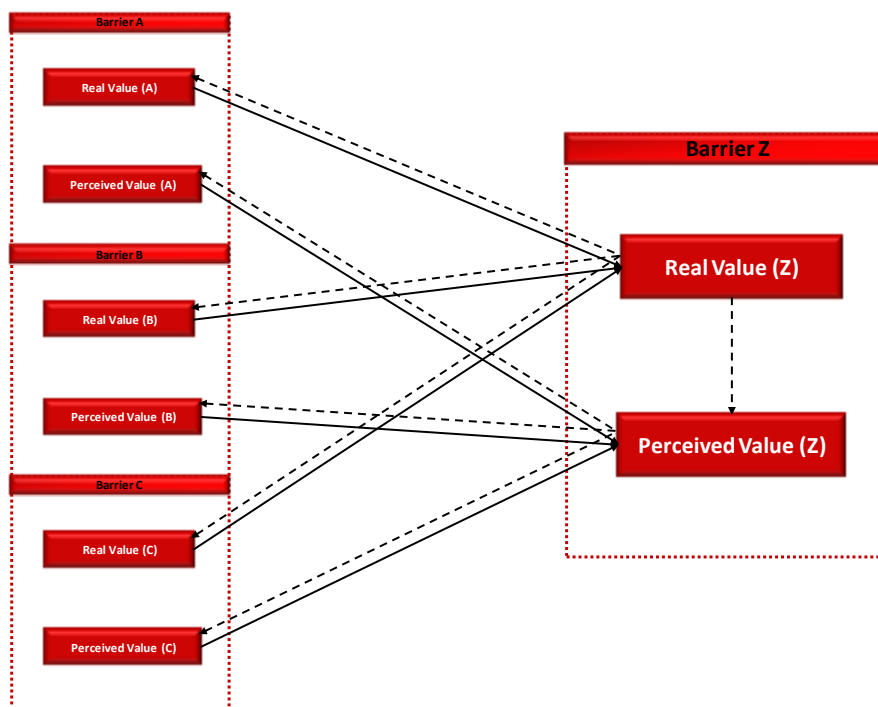 Barrier A
Real Value (A)
Perceived Value (A)
Barrier B
Real Value (B)
Perceived Value (B)
Barrier C
Real Value (C)
Perceived Value (C)
Barrier Z
Real Value (Z)
Perceived Value (Z)